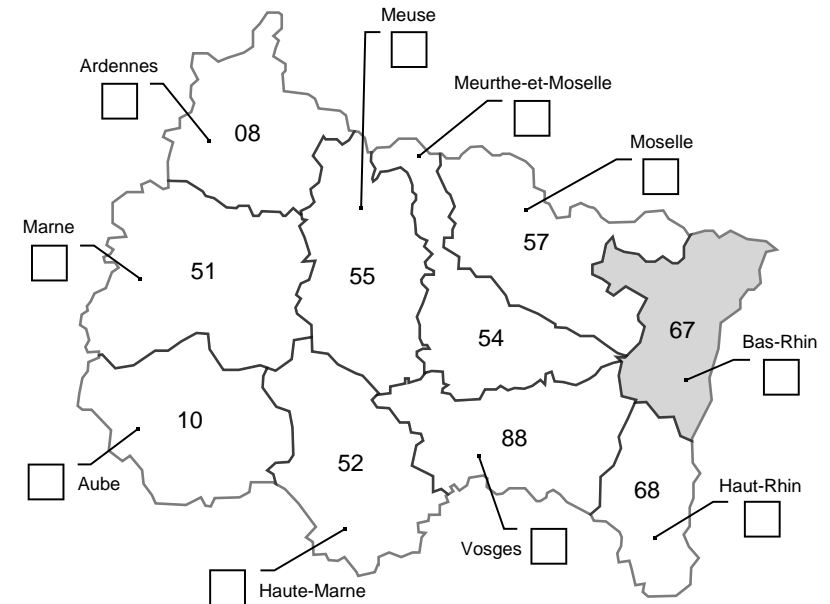 Meuse
Ardennes
Meurthe-et-Moselle
08
Moselle
Marne
57
51
55
67
54
Bas-Rhin
10
88
52
Aube
68
Haut-Rhin
Vosges
Haute-Marne